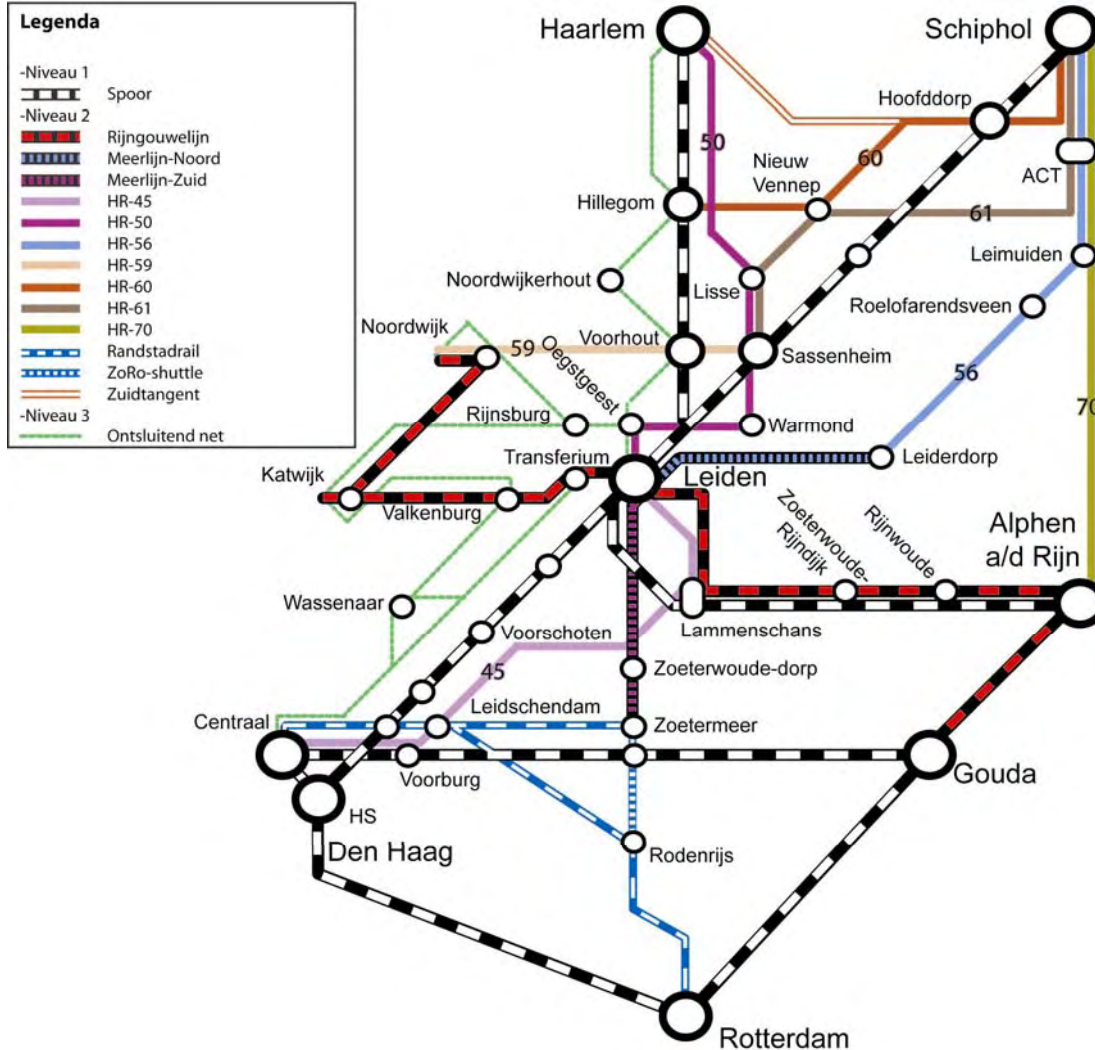 Legenda
-Niveau 1
Spoor
-Niveau 2
Rijngouwelijn
Meerlijn-Noord
Meerlijn-Zuid
HR-45
HR-50
HR-56
HR-59
HR-60
HR-61
HR-70
Randstadrail
ZoRo-shuttle
Zuidtangent
-Niveau 3
Ontsluitend net
Haarlem
Schiphol
Hoofddorp
50
60
Nieuw
Vennep
ACT
Hillegom
61
Leimuiden
Noordwijkerhout
Lisse
Roelofarendsveen
Noordwijk
59
Voorhout
Sassenheim
Oegstgeest
56
70
Rijnsburg
Warmond
Transferium
Leiden
Leiderdorp
Katwijk
Valkenburg
Zoeterwoude-
Rijndijk
Rijnwoude
Alphen
a/d Rijn
Wassenaar
Voorschoten
Lammenschans
45
Zoeterwoude-dorp
Leidschendam
Centraal
Zoetermeer
Voorburg
Gouda
HS
Den Haag
Rodenrijs
Rotterdam